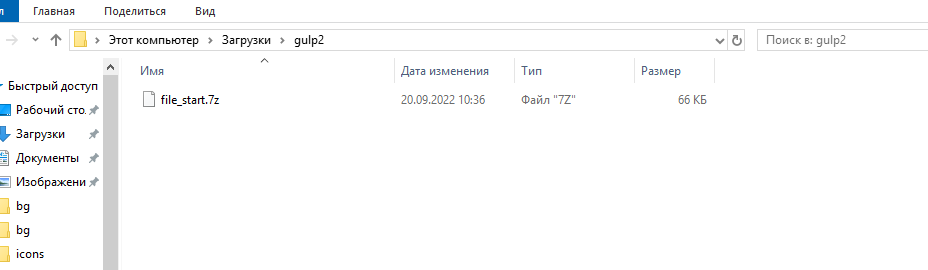 Главная Поделиться Вид
Этот компьютер Загрузки gulp2 Поиск в: gulp2
Имя Дата изменения Тип Размер
Быстрый доступ
file_start.7z 20.09.2022 10:36 Файл "7Z" 66 КБ
Рабочий сто.
Загрузки
Документы
Изображени
bg
bg
icons